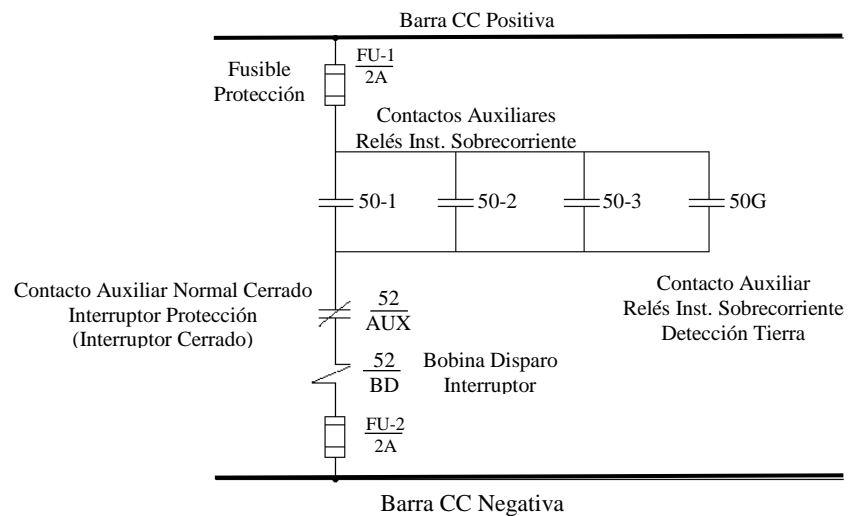 Barra CC Positiva
FU-1
2A
Fusible
Protección
Contactos Auxiliares
Relés Inst. Sobrecorriente
50-1
50-2
50-3
50G
Contacto Auxiliar Normal Cerrado
Interruptor Protección
(Interruptor Cerrado)
52
AUX
Contacto Auxiliar
Relés Inst. Sobrecorriente
Detección Tierra
52
BD
Bobina Disparo
Interruptor
FU-2
2A
Barra CC Negativa